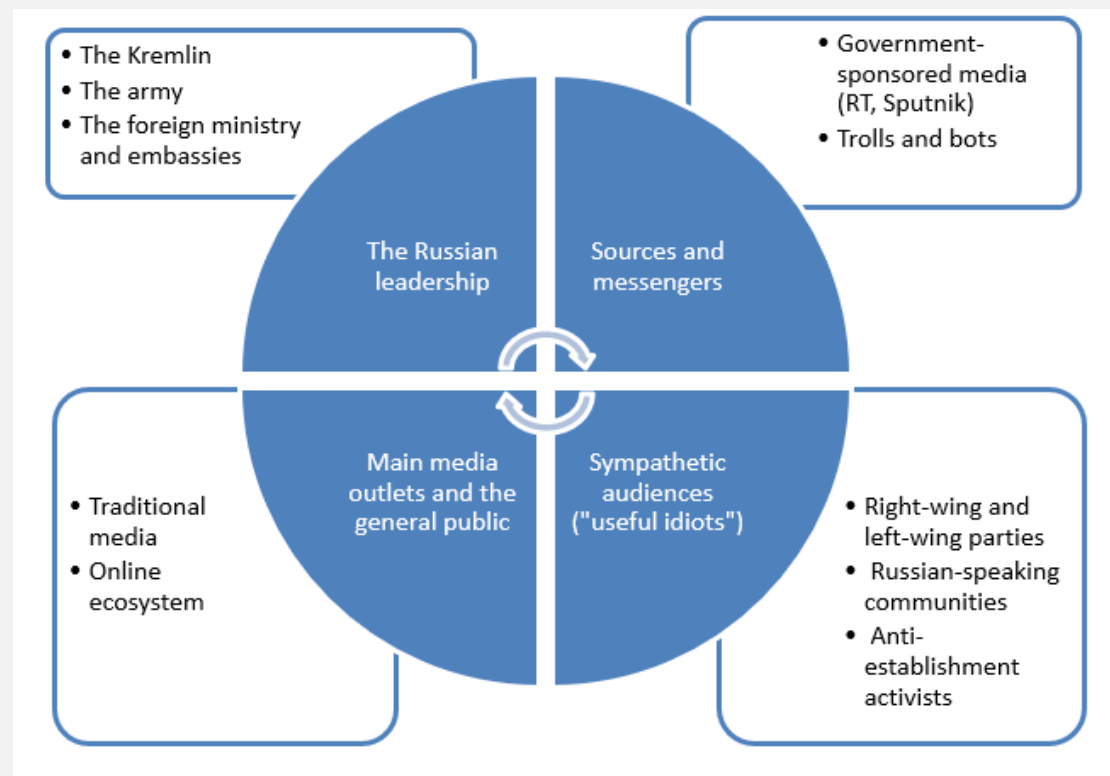 • The Kremlin
• The army
• The foreign ministry
and embassies
• Government-
sponsored media
(RT, Sputnik)
• Trolls and bots
The Russian
leadership
Sources and
messengers
Main media
outlets and the
general public
Sympathetic
audiences
("useful idiots")
• Traditional
media
• Online
ecosystem
• Right-wing and
left-wing parties
• Russian-speaking
communities
• Anti-
establishment
activists